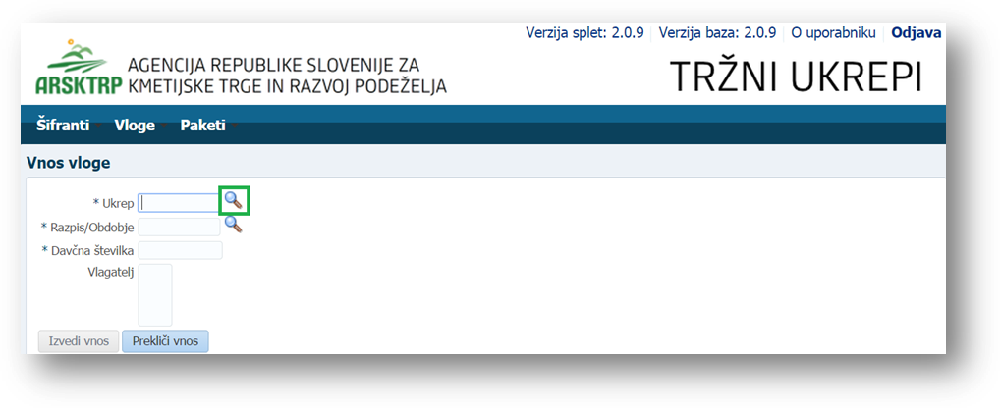 Verzija splet: 2.0.9 Verzija baza: 2.0.9 O uporabniku Odjava
ARSKTRP
AGENCIJA REPUBLIKE SLOVENIJE ZA
KMETIJSKE TRGE IN RAZVOJ PODEŽELJA
TRŽNI UKREPI
Šifranti Vloge Paketi
Vnos vloge
* Ukrep
* Razpis/Obdobje
* Davčna številka
Vlagatelj
Izvedi vnos Prekliči vnos